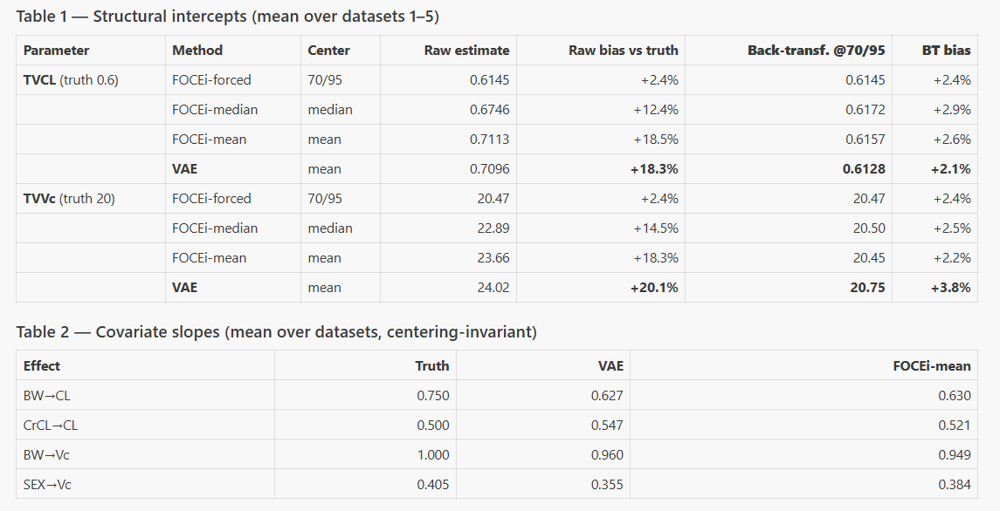 Table 1 — Structural intercepts (mean over datasets 1–5)
Parameter Method Center Raw estimate Raw bias vs truth Back-transf. @70/95 BT bias
TVCL (truth 0.6) FOCEi-forced 70/95 0.6145 +2.4% 0.6145 +2.4%
FOCEi-median median 0.6746 +12.4% 0.6172 +2.9%
FOCEi-mean mean 0.7113 +18.5% 0.6157 +2.6%
VAE mean 0.7096 +18.3% 0.6128 +2.1%
TVVc (truth 20) FOCEi-forced 70/95 20.47 +2.4% 20.47 +2.4%
FOCEi-median median 22.89 +14.5% 20.50 +2.5%
FOCEi-mean mean 23.66 +18.3% 20.45 +2.2%
VAE mean 24.02 +20.1% 20.75 +3.8%
Table 2 — Covariate slopes (mean over datasets, centering-invariant)
Effect Truth VAE FOCEi-mean
BW→CL 0.750 0.627 0.630
CrCL→CL 0.500 0.547 0.521
BW→Vc 1.000 0.960 0.949
SEX→Vc 0.405 0.355 0.384